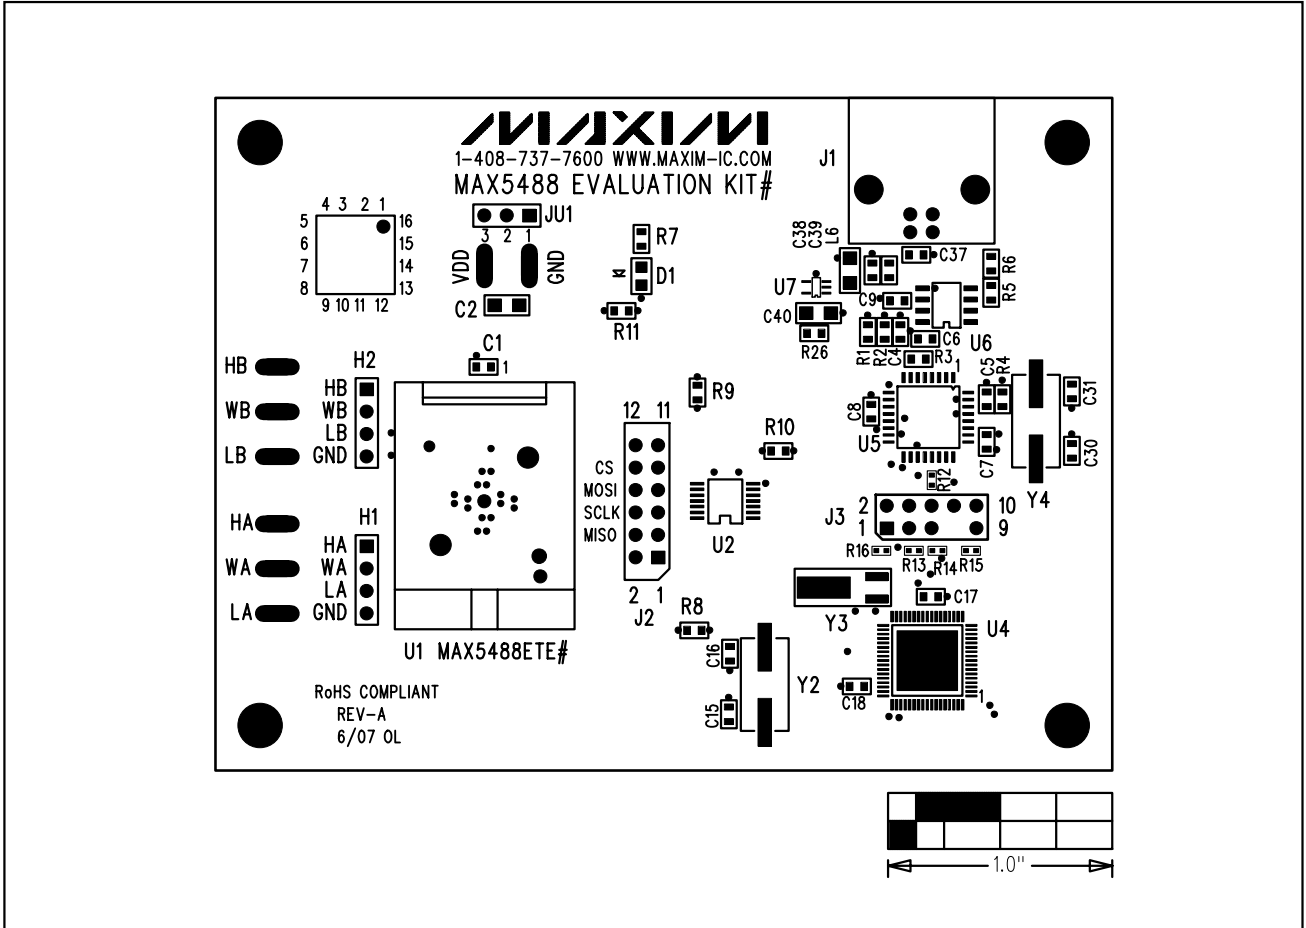 MAXIM
1-408-737-7600 WWW.MAXIM-IC.COM
MAX5488 EVALUATION KIT#
J1
4 3 2 1
5 16
6 15
7 14
8 13
9 10 11 12
JU1
3 2 1
VDD
GND
C2
R7
D1
R11
C38
C39
L6
C37
R6
R5
U7
C9
C40
R26
R1
R2
C4
C6
U6
R3
1
C1
1
HB
WB
LB
HA
WA
LA
H2
HB
WB
LB
GND
H1
HA
WA
LA
GND
U1 MAX5488ETE#
R9
12 11
CS
MOSI
SCLK
MISO
2 1
J2
R10
U2
C8
U5
C5
R4
C7
C31
C30
Y4
R12
J3
2 10
1 9
R16
R13
R14
R15
Y3
C17
U4
1
R8
C16
C15
Y2
C18
RoHS COMPLIANT
REV-A
6/07 OL
1.0"